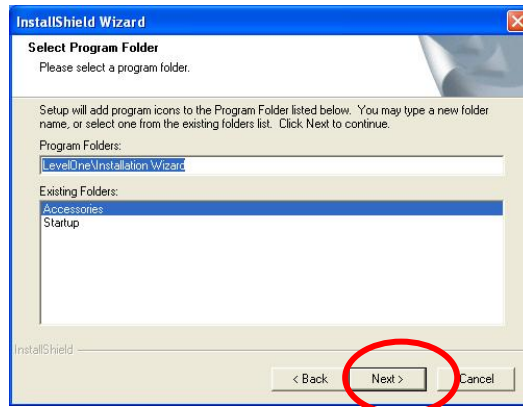 InstallShield Wizard
Select Program Folder
Please select a program folder.
Setup will add program icons to the Program Folder listed below. You may type a new folder
name, or select one from the existing folders list. Click Next to continue.
Program Folders:
LevelOne\Installation Wizard
Existing Folders:
Accessories
Startup
InstallShield
< Back Next > Cancel